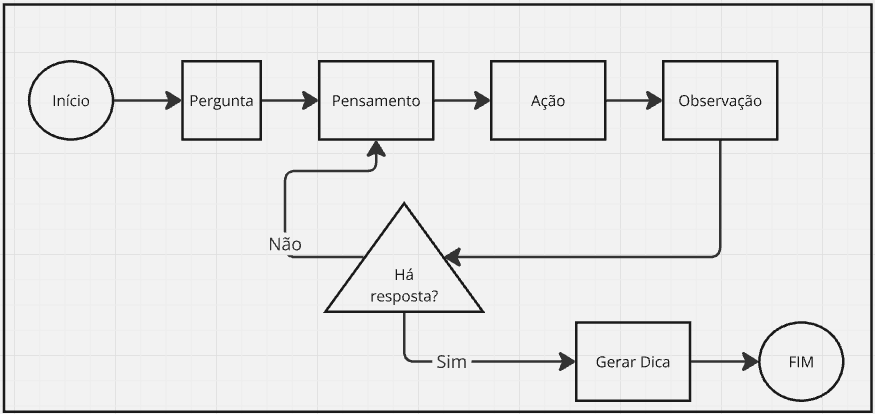 Início
Pergunta
Pensamento
Ação
Observação
Não
Há
resposta?
Sim
Gerar Dica
FIM